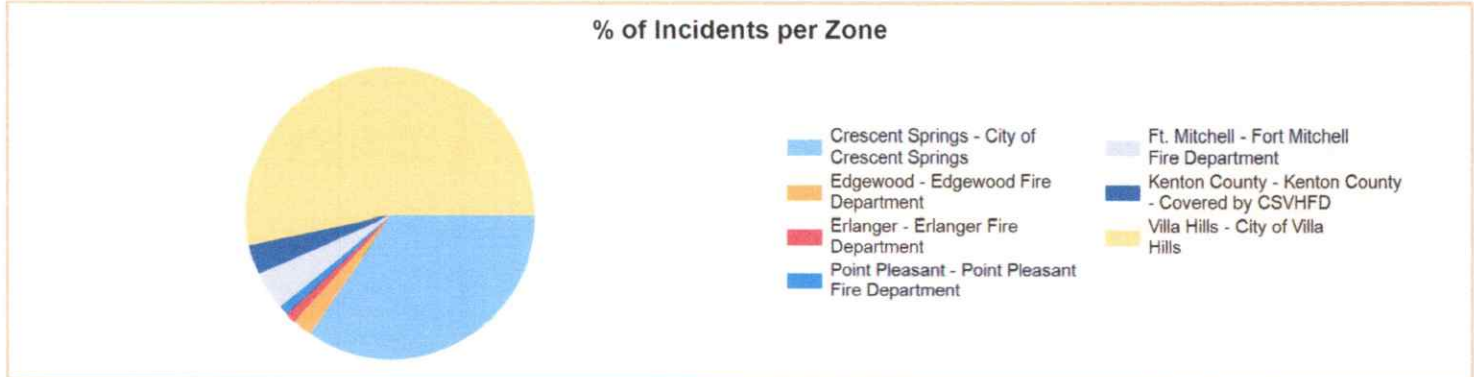 % of Incidents per Zone
Crescent Springs - City of
Crescent Springs
Edgewood - Edgewood Fire
Department
Erlanger - Erlanger Fire
Department
Point Pleasant - Point Pleasant
Fire Department
Ft. Mitchell - Fort Mitchell
Fire Department
Kenton County - Kenton County
- Covered by CSVHFD
Villa Hills - City of Villa
Hills